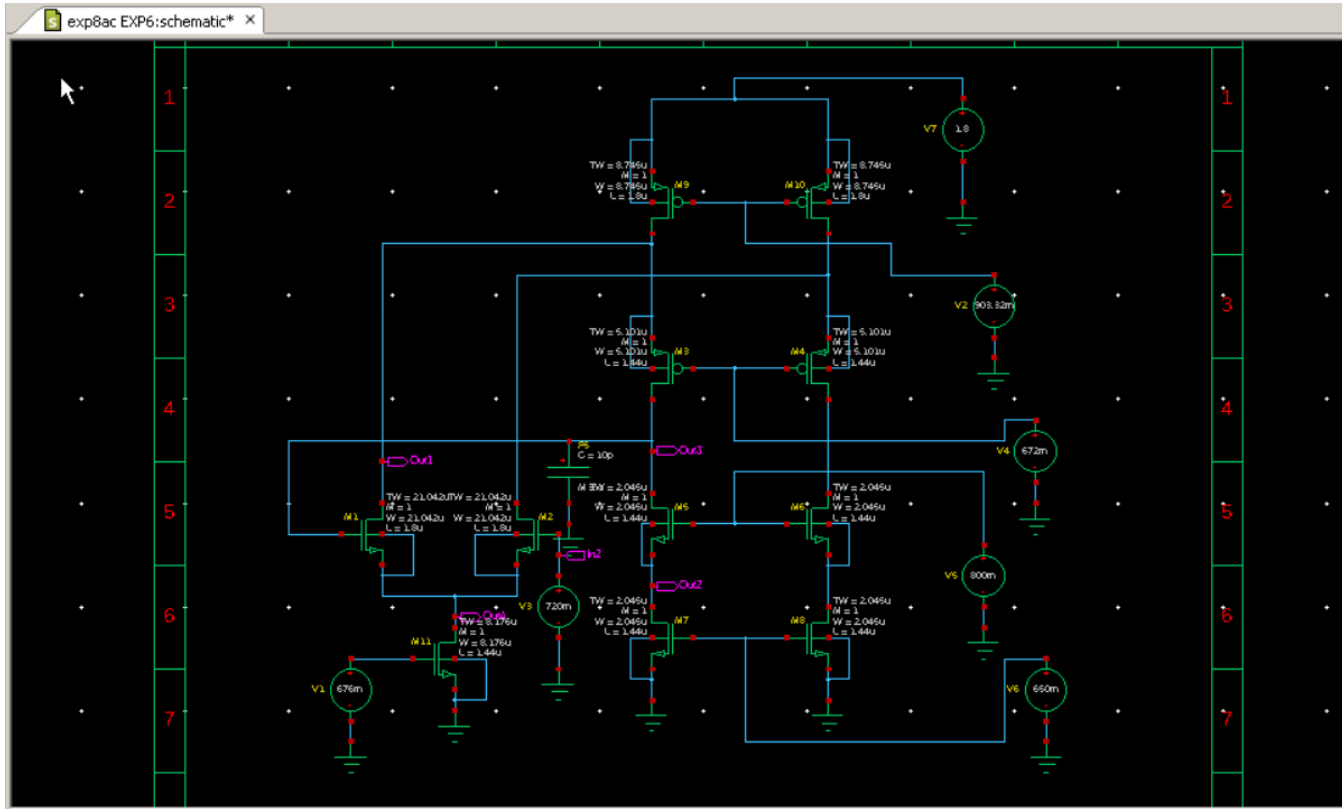 exp8ac EXP6:schematic* ×
1
1
V7
1.8
TW = 8.746u
M = 1
W = 8.746u
L = 1.8u
M9
M10
TW = 8.746u
M = 1
W = 8.746u
L = 1.8u
2
2
3
3
V2
903.32m
TW = 5.101u
M = 1
W = 5.101u
L = 1.44u
M3
M4
TW = 5.101u
M = 1
W = 5.101u
L = 1.44u
4
4
V4
672m
C = 10p
Out1
Out3
5
5
TW = 21.042u
M = 1
W = 21.042u
L = 1.8u
M1
TW = 21.042u
M = 1
W = 21.042u
L = 1.8u
M2
TW = 2.046u
M = 1
W = 2.046u
L = 1.44u
M5
M6
TW = 2.046u
M = 1
W = 2.046u
L = 1.44u
In2
V5
800m
Out2
6
6
V3
720m
TW = 8.176u
M = 1
W = 8.176u
L = 1.44u
M11
TW = 2.046u
M = 1
W = 2.046u
L = 1.44u
M7
M8
TW = 2.046u
M = 1
W = 2.046u
L = 1.44u
V1
676m
V6
660m
7
7